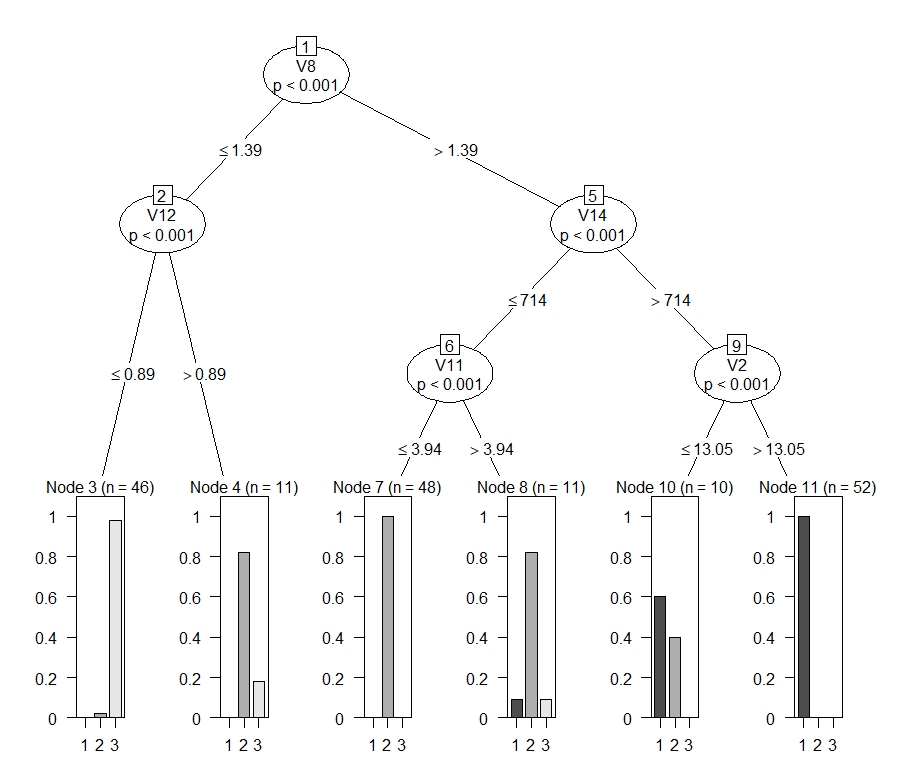 1
V8
p < 0.001
≤ 1.39
> 1.39
2
V12
p < 0.001
5
V14
p < 0.001
≤ 714
> 714
6
V11
p < 0.001
9
V2
p < 0.001
≤ 0.89
> 0.89
≤ 3.94
> 3.94
≤ 13.05
> 13.05
Node 3 (n = 46)
1
0.8
0.6
0.4
0.2
0
1 2 3
Node 4 (n = 11)
1
0.8
0.6
0.4
0.2
0
1 2 3
Node 7 (n = 48)
1
0.8
0.6
0.4
0.2
0
1 2 3
Node 8 (n = 11)
1
0.8
0.6
0.4
0.2
0
1 2 3
Node 10 (n = 10)
1
0.8
0.6
0.4
0.2
0
1 2 3
Node 11 (n = 52)
1
0.8
0.6
0.4
0.2
0
1 2 3